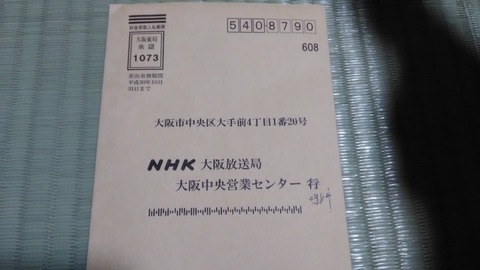 料金受取人払郵便
大阪東局
承認
1073
差出有効期間
平成30年10月
31日まで
5408790
608
大阪市中央区大手前4丁目1番20号
NHK 大阪放送局
大阪中央営業センター 行